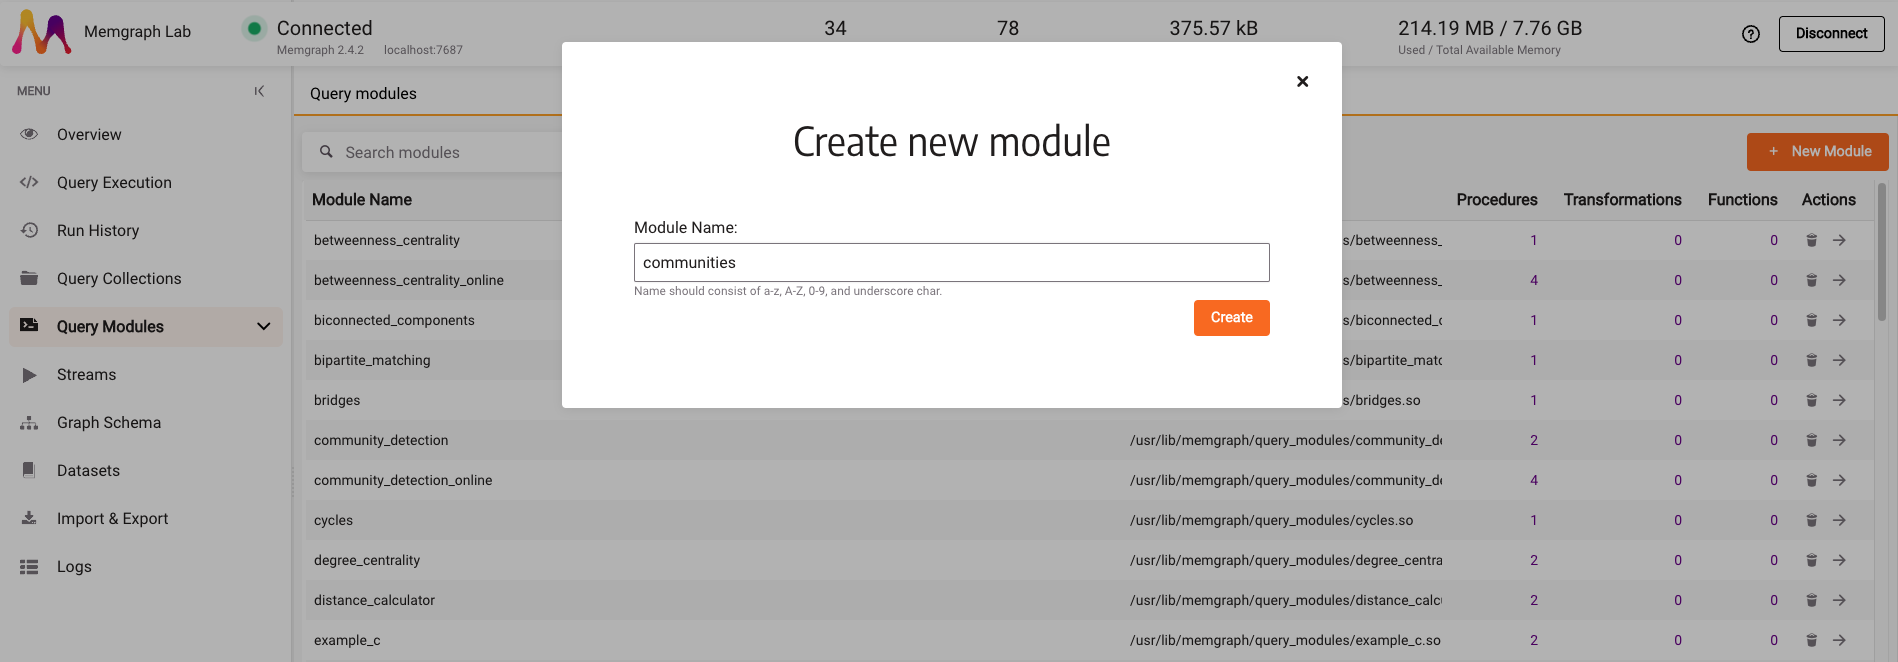 Memgraph Lab
Connected
Memgraph 2.4.2 localhost:7687
34
78
375.57 kB
214.19 MB / 7.76 GB
Used / Total Available Memory
Disconnect
MENU
Overview
Query Execution
Run History
Query Collections
Query Modules
Streams
Graph Schema
Datasets
Import & Export
Logs
Query modules
Search modules
+ New Module
Create new module
Module Name:
communities
Name should consist of a-z, A-Z, 0-9, and underscore char.
Create
Module Name Procedures Transformations Functions Actions
betweenness_centrality s/betweenness_ 1 0 0
betweenness_centrality_online s/betweenness_ 4 0 0
biconnected_components s/biconnected_c 1 0 0
bipartite_matching s/bipartite_matc 1 0 0
bridges s/bridges.so 1 0 0
community_detection /usr/lib/memgraph/query_modules/community_de 2 0 0
community_detection_online /usr/lib/memgraph/query_modules/community_de 4 0 0
cycles /usr/lib/memgraph/query_modules/cycles.so 1 0 0
degree_centrality /usr/lib/memgraph/query_modules/degree_centra 2 0 0
distance_calculator /usr/lib/memgraph/query_modules/distance_calcu 2 0 0
example_c /usr/lib/memgraph/query_modules/example_c.so 2 0 0